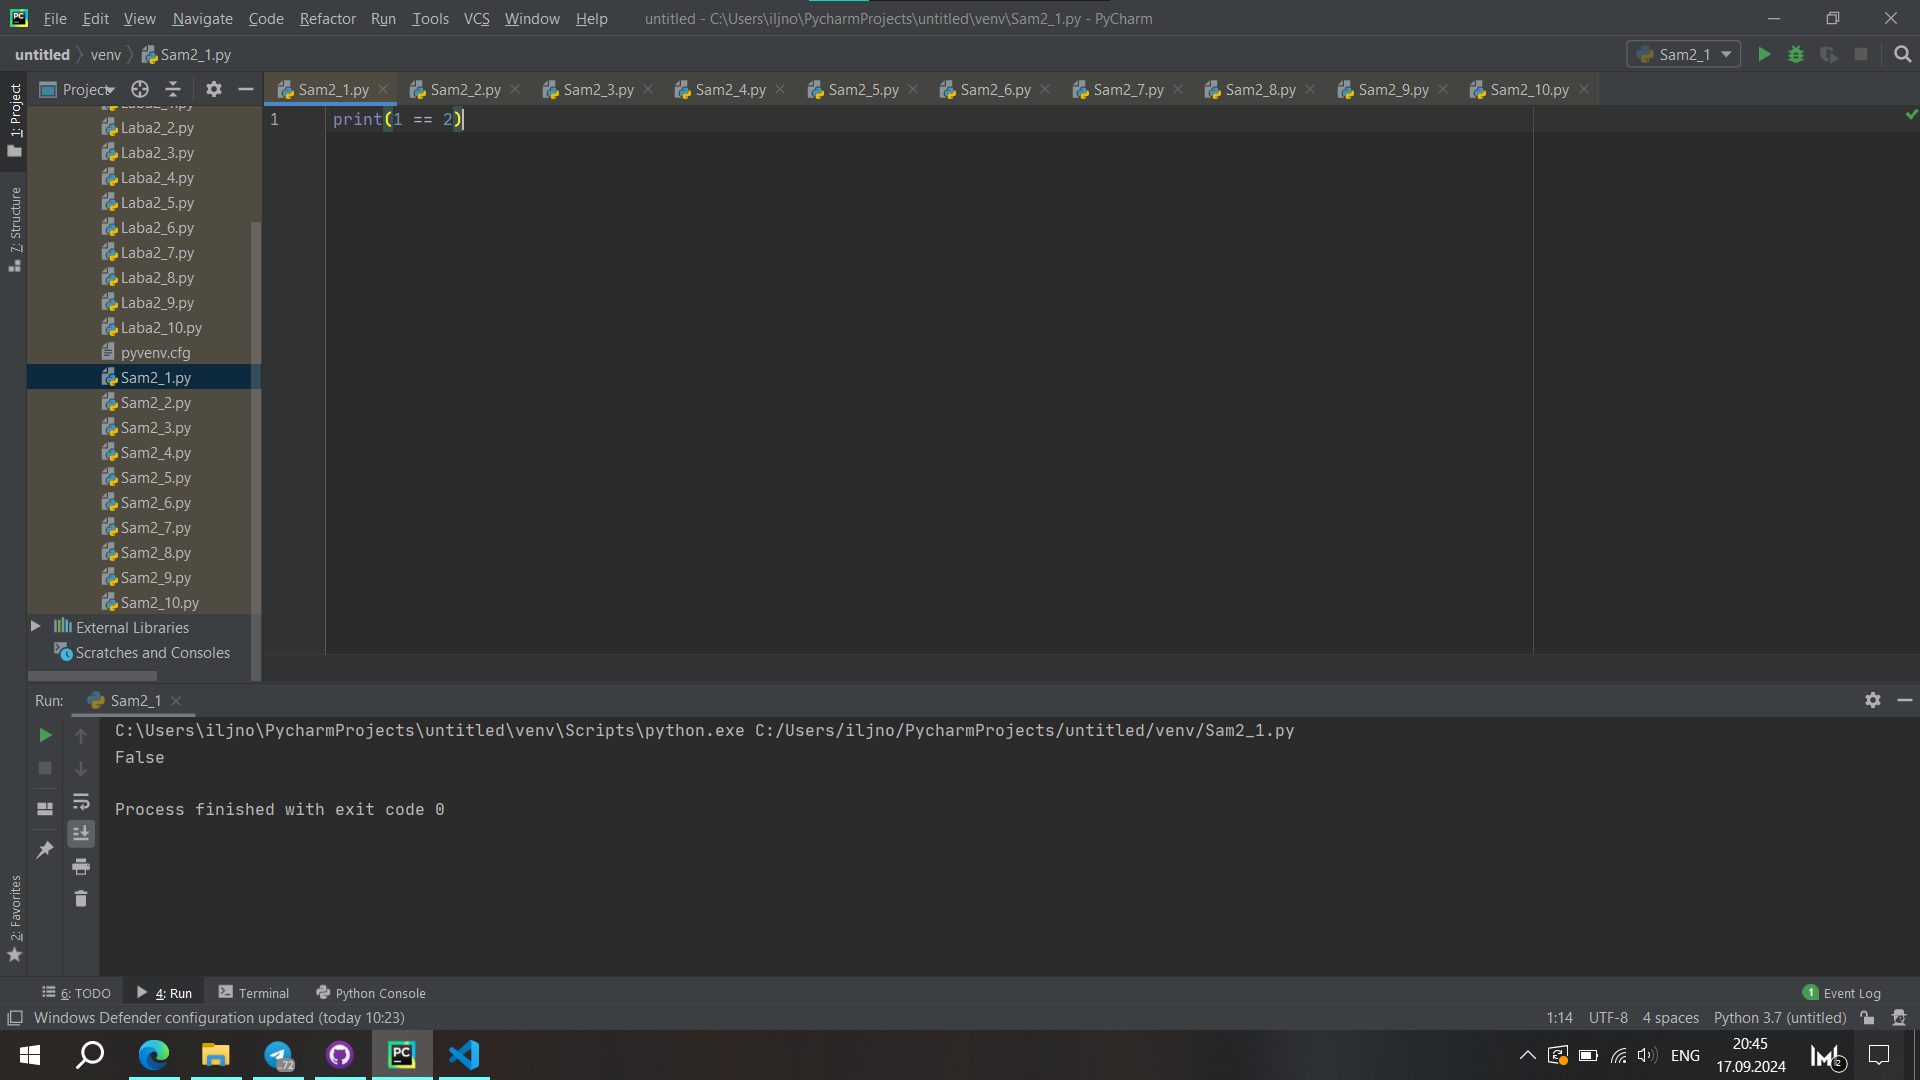 File Edit View Navigate Code Refactor Run Tools VCS Window Help untitled - C:\Users\iljno\PycharmProjects\untitled\venv\Sam2_1.py - PyCharm
untitled venv Sam2_1.py Sam2_1
1: Project
7: Structure
2: Favorites
Project
Laba2_2.py
Laba2_3.py
Laba2_4.py
Laba2_5.py
Laba2_6.py
Laba2_7.py
Laba2_8.py
Laba2_9.py
Laba2_10.py
pyvenv.cfg
Sam2_1.py
Sam2_2.py
Sam2_3.py
Sam2_4.py
Sam2_5.py
Sam2_6.py
Sam2_7.py
Sam2_8.py
Sam2_9.py
Sam2_10.py
External Libraries
Scratches and Consoles
Sam2_1.py Sam2_2.py Sam2_3.py Sam2_4.py Sam2_5.py Sam2_6.py Sam2_7.py Sam2_8.py Sam2_9.py Sam2_10.py
1 print(1 == 2)
Run: Sam2_1
C:\Users\iljno\PycharmProjects\untitled\venv\Scripts\python.exe C:/Users/iljno/PycharmProjects/untitled/venv/Sam2_1.py
False
Process finished with exit code 0
6: TODO 4: Run Terminal Python Console 1 Event Log
Windows Defender configuration updated (today 10:23) 1:14 UTF-8 4 spaces Python 3.7 (untitled)
PC ..72 ENG 20:45
17.09.2024 2